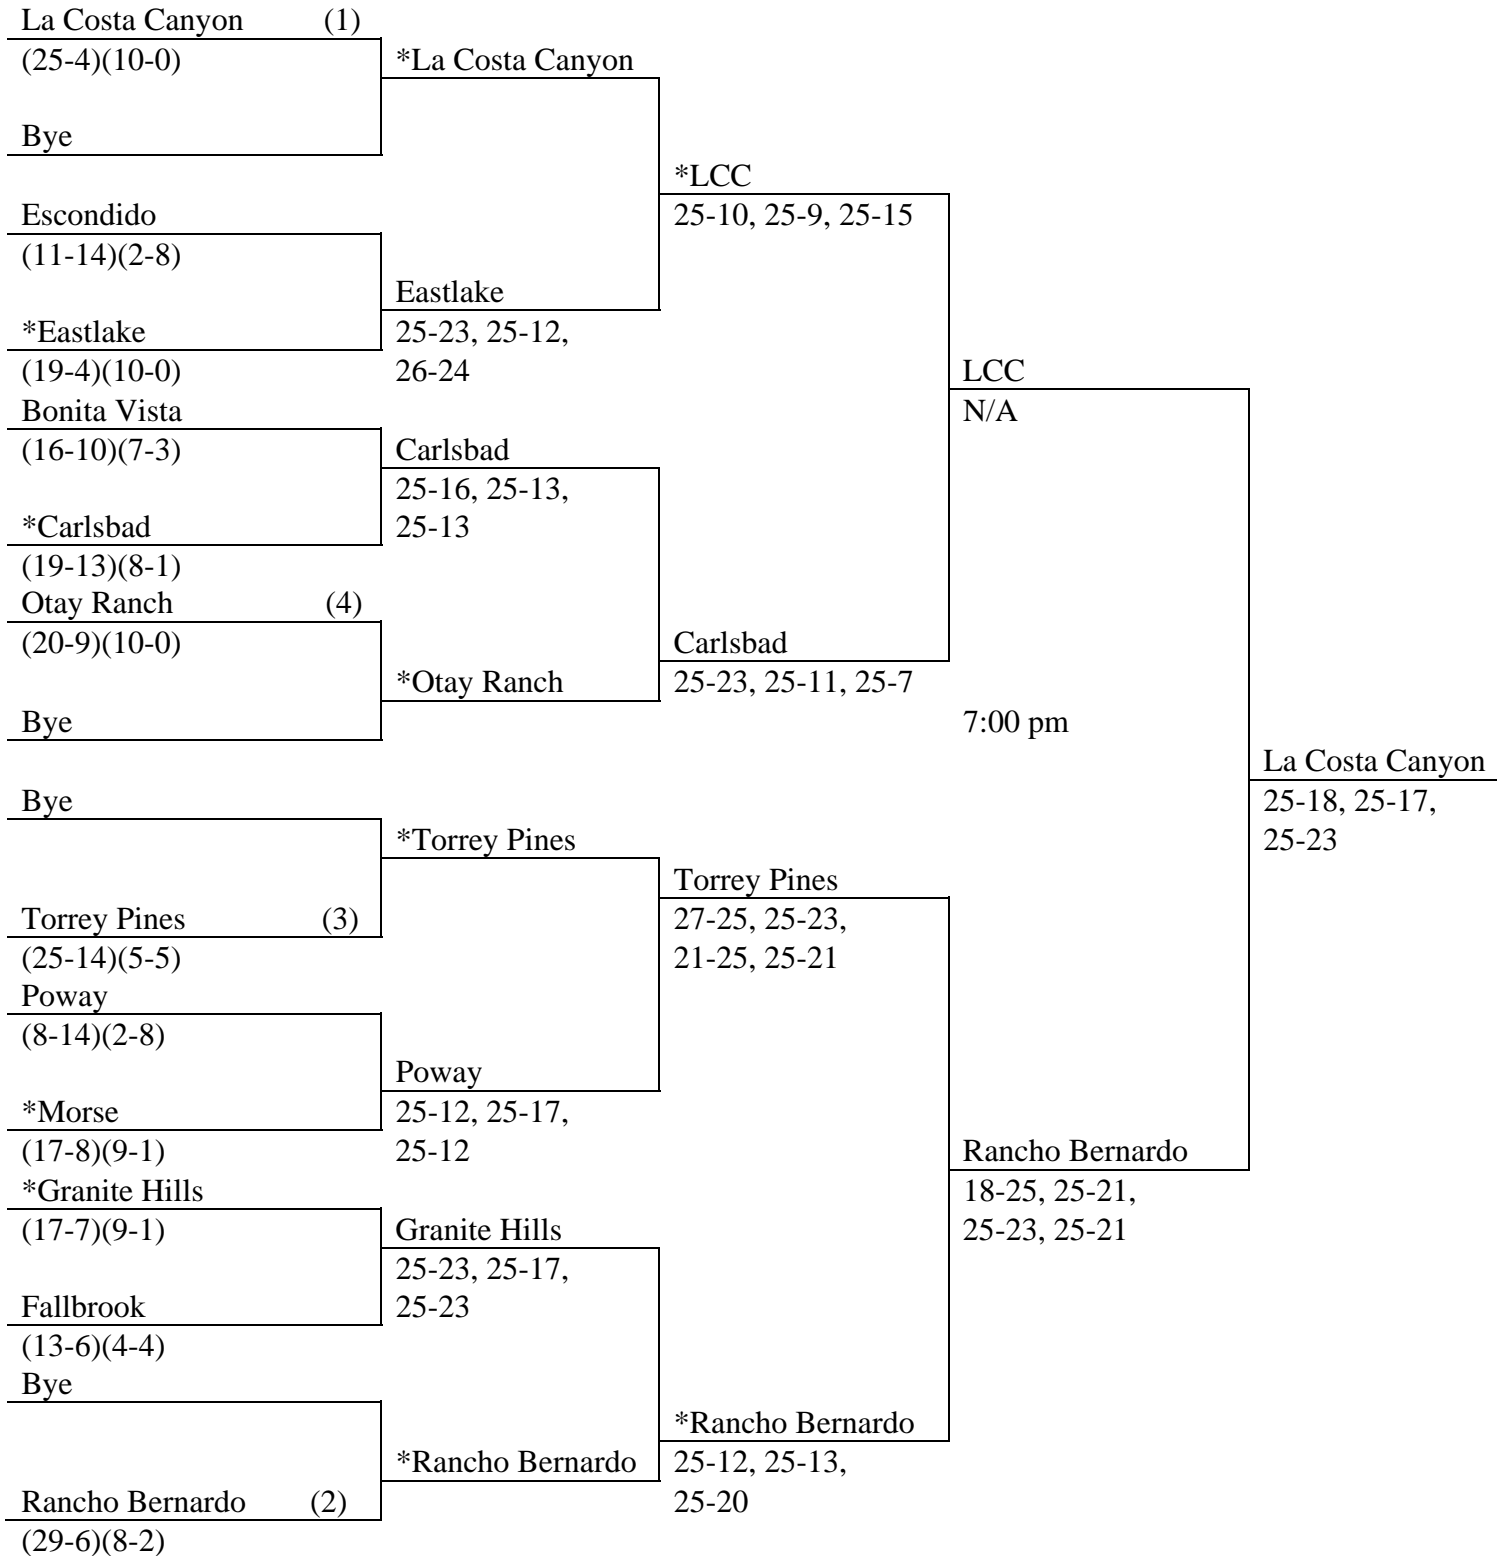 La Costa Canyon (1)
(25-4)(10-0)
*La Costa Canyon
Bye
*LCC
Escondido
25-10, 25-9, 25-15
(11-14)(2-8)
Eastlake
*Eastlake
25-23, 25-12,
(19-4)(10-0)
26-24
LCC
Bonita Vista
N/A
(16-10)(7-3)
Carlsbad
25-16, 25-13,
*Carlsbad
25-13
(19-13)(8-1)
Otay Ranch (4)
(20-9)(10-0)
Carlsbad
*Otay Ranch
25-23, 25-11, 25-7
Bye
7:00 pm
La Costa Canyon
Bye
25-18, 25-17,
*Torrey Pines
25-23
Torrey Pines
Torrey Pines (3)
27-25, 25-23,
(25-14)(5-5)
21-25, 25-21
Poway
(8-14)(2-8)
Poway
*Morse
25-12, 25-17,
(17-8)(9-1)
25-12
Rancho Bernardo
*Granite Hills
18-25, 25-21,
(17-7)(9-1)
Granite Hills
25-23, 25-21
25-23, 25-17,
Fallbrook
25-23
(13-6)(4-4)
Bye
*Rancho Bernardo
*Rancho Bernardo
25-12, 25-13,
Rancho Bernardo (2)
25-20
(29-6)(8-2)